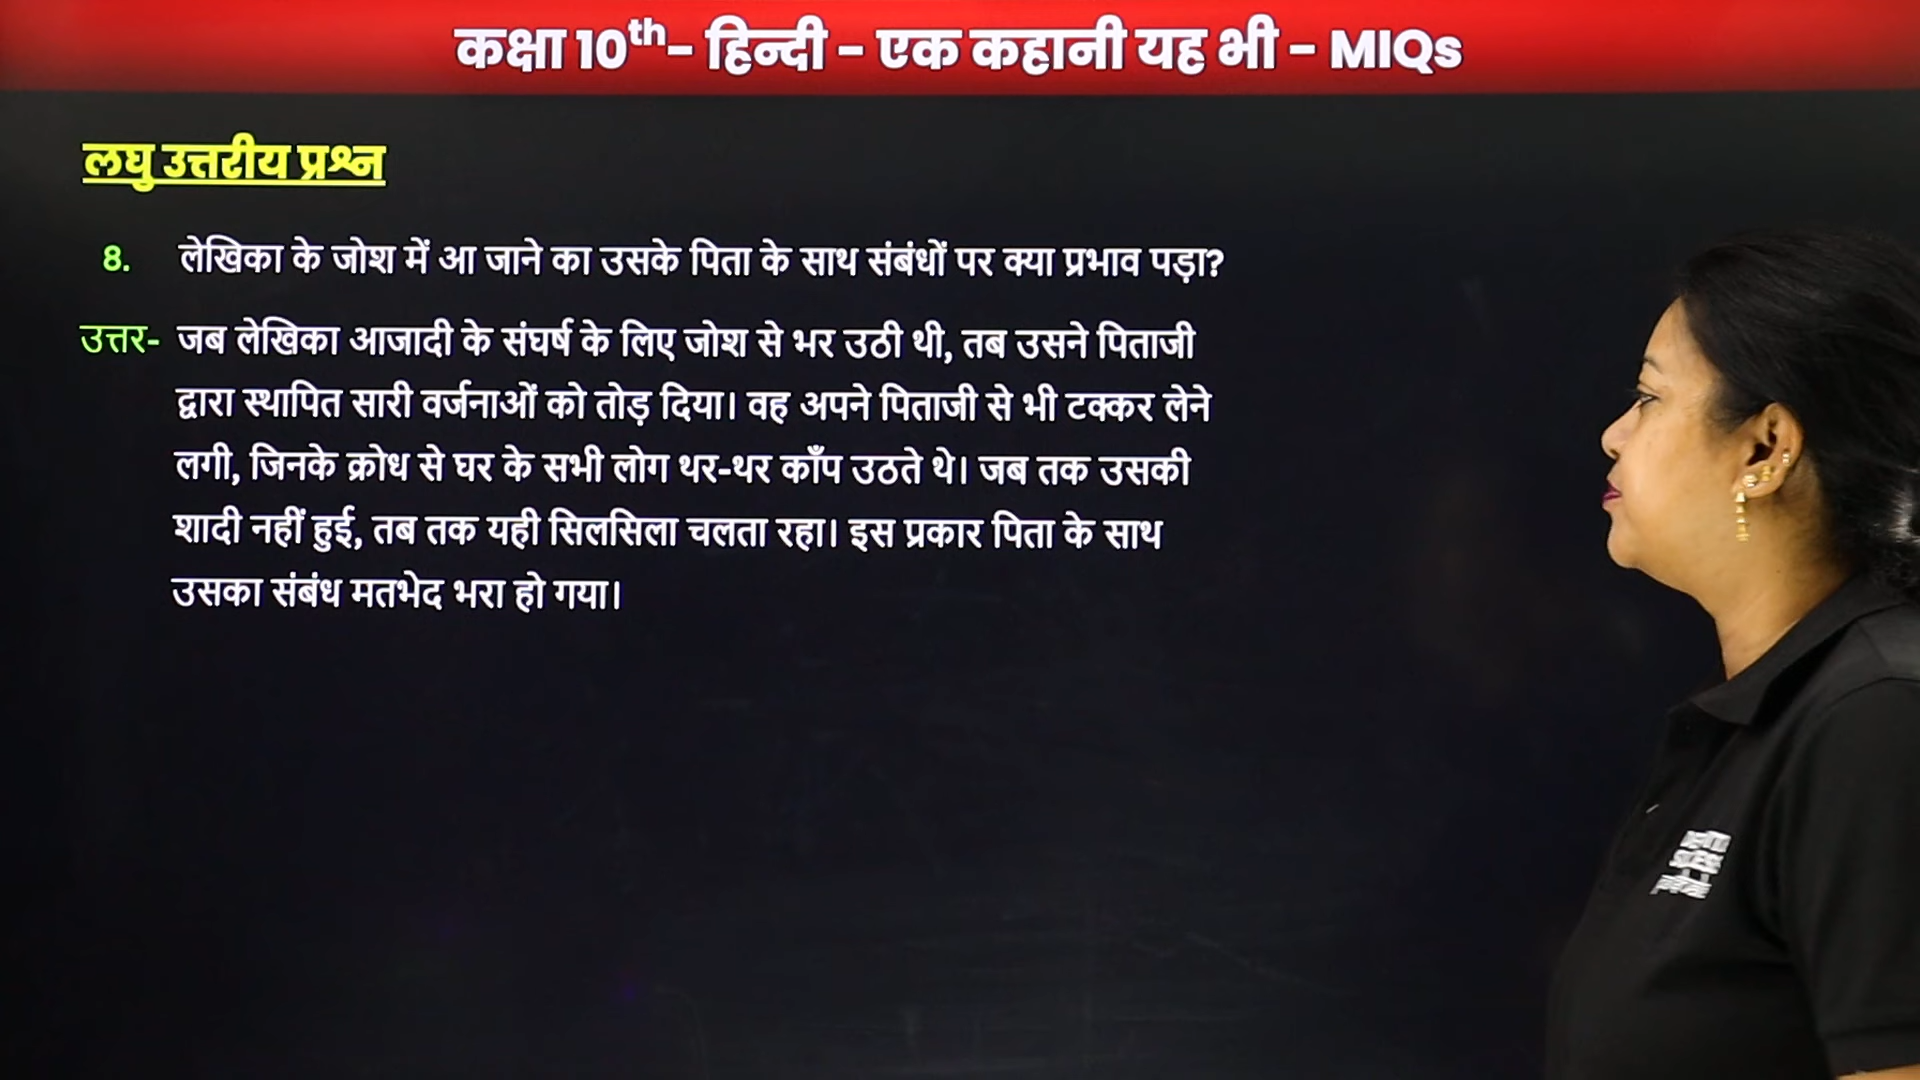 कक्षा 10th– हिन्दी – एक कहानी यह भी – MIQs
लघु उत्तरीय प्रश्न
8. लेखिका के जोश में आ जाने का उसके पिता के साथ संबंधों पर क्या प्रभाव पड़ा?
उत्तर- जब लेखिका आजादी के संघर्ष के लिए जोश से भर उठी थी, तब उसने पिताजी
द्वारा स्थापित सारी वर्जनाओं को तोड़ दिया। वह अपने पिताजी से भी टक्कर लेने
लगी, जिनके क्रोध से घर के सभी लोग थर-थर काँप उठते थे। जब तक उसकी
शादी नहीं हुई, तब तक यही सिलसिला चलता रहा। इस प्रकार पिता के साथ
उसका संबंध मतभेद भरा हो गया।